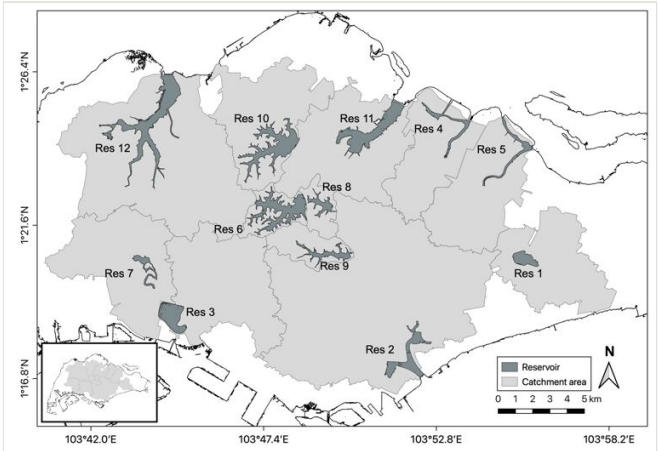 1°26.4'N
1°21.6'N
1°16.8'N
Res 10
Res 11
Res 4
Res 12
Res 5
Res 8
Res 6
Res 9
Res 7
Res 1
Res 3
Res 2
Reservoir
Catchment area
N
0 1 2 3 4 5 km
103°42.0'E
103°47.4'E
103°52.8'E
103°58.2'E